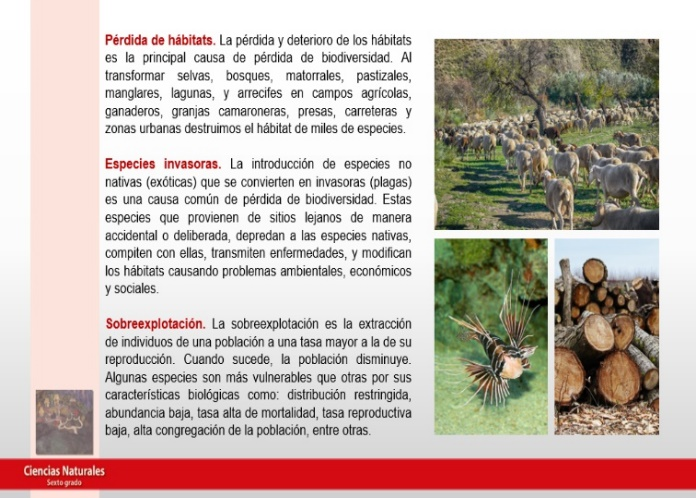 Pérdida de hábitats. La pérdida y deterioro de los hábitats
es la principal causa de pérdida de biodiversidad. Al
transformar selvas, bosques, matorrales, pastizales,
manglares, lagunas, y arrecifes en campos agrícolas,
ganaderos, granjas camaroneras, presas, carreteras y
zonas urbanas destruimos el hábitat de miles de especies.
Especies invasoras. La introducción de especies no
nativas (exóticas) que se convierten en invasoras (plagas)
es una causa común de pérdida de biodiversidad. Estas
especies que provienen de sitios lejanos de manera
accidental o deliberada, depredan a las especies nativas,
compiten con ellas, transmiten enfermedades, y modifican
los hábitats causando problemas ambientales, económicos
y sociales.
Sobreexplotación. La sobreexplotación es la extracción
de individuos de una población a una tasa mayor a la de su
reproducción. Cuando sucede, la población disminuye.
Algunas especies son más vulnerables que otras por sus
características biológicas como: distribución restringida,
abundancia baja, tasa alta de mortalidad, tasa reproductiva
baja, alta congregación de la población, entre otras.
Ciencias Naturales
Sexto grado